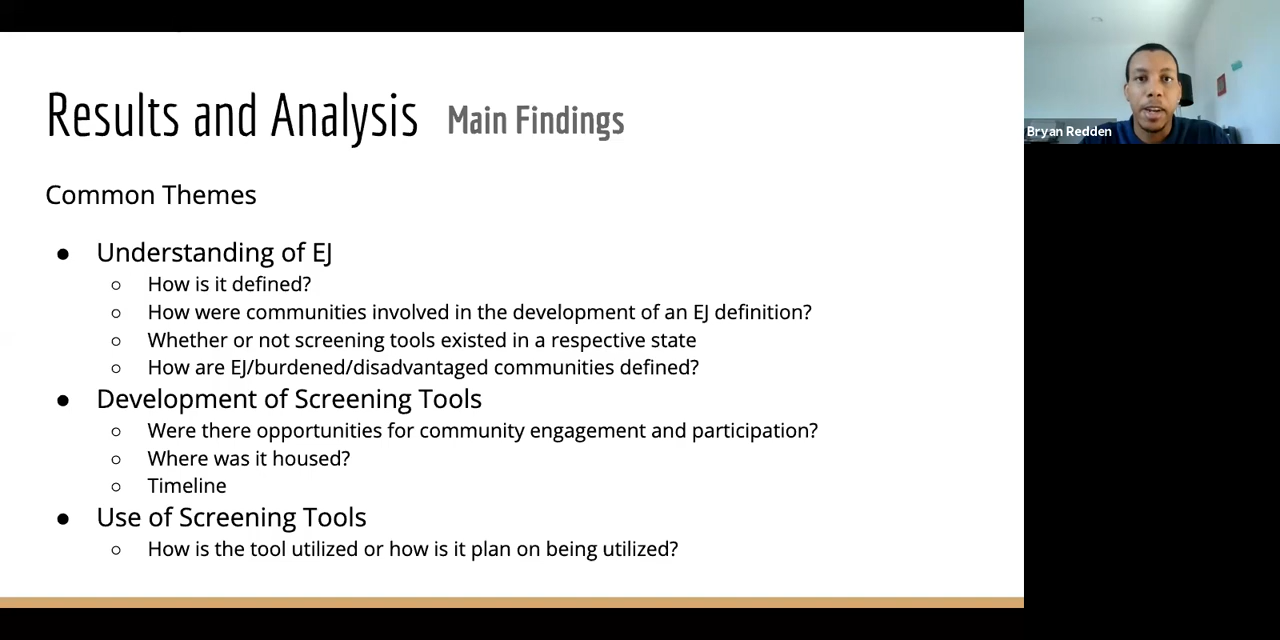 Results and Analysis Main Findings
Bryan Redden
Common Themes
● Understanding of EJ
○ How is it defined?
○ How were communities involved in the development of an EJ definition?
○ Whether or not screening tools existed in a respective state
○ How are EJ/burdened/disadvantaged communities defined?
● Development of Screening Tools
○ Were there opportunities for community engagement and participation?
○ Where was it housed?
○ Timeline
● Use of Screening Tools
○ How is the tool utilized or how is it plan on being utilized?